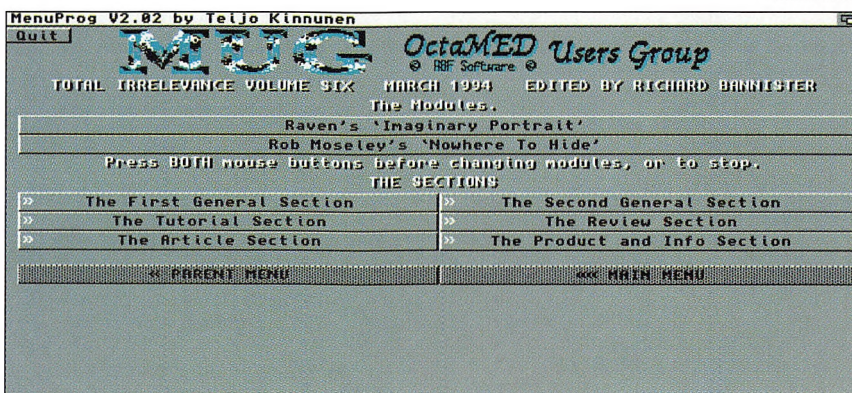 MenuProg V2.02 by Teijo Kinnunen
Quit
MUG OctaMED Users Group
© RBF Software ©
TOTAL IRRELEVANCE VOLUME SIX MARCH 1994 EDITED BY RICHARD BANNISTER
The Modules.
Raven's `Imaginary Portrait'
Rob Moseley's `Nowhere To Hide'
Press BOTH mouse buttons before changing modules, or to stop.
THE SECTIONS
» The First General Section » The Second General Section
» The Tutorial Section » The Review Section
» The Article Section » The Product and Info Section
« PARENT MENU ««« MAIN MENU